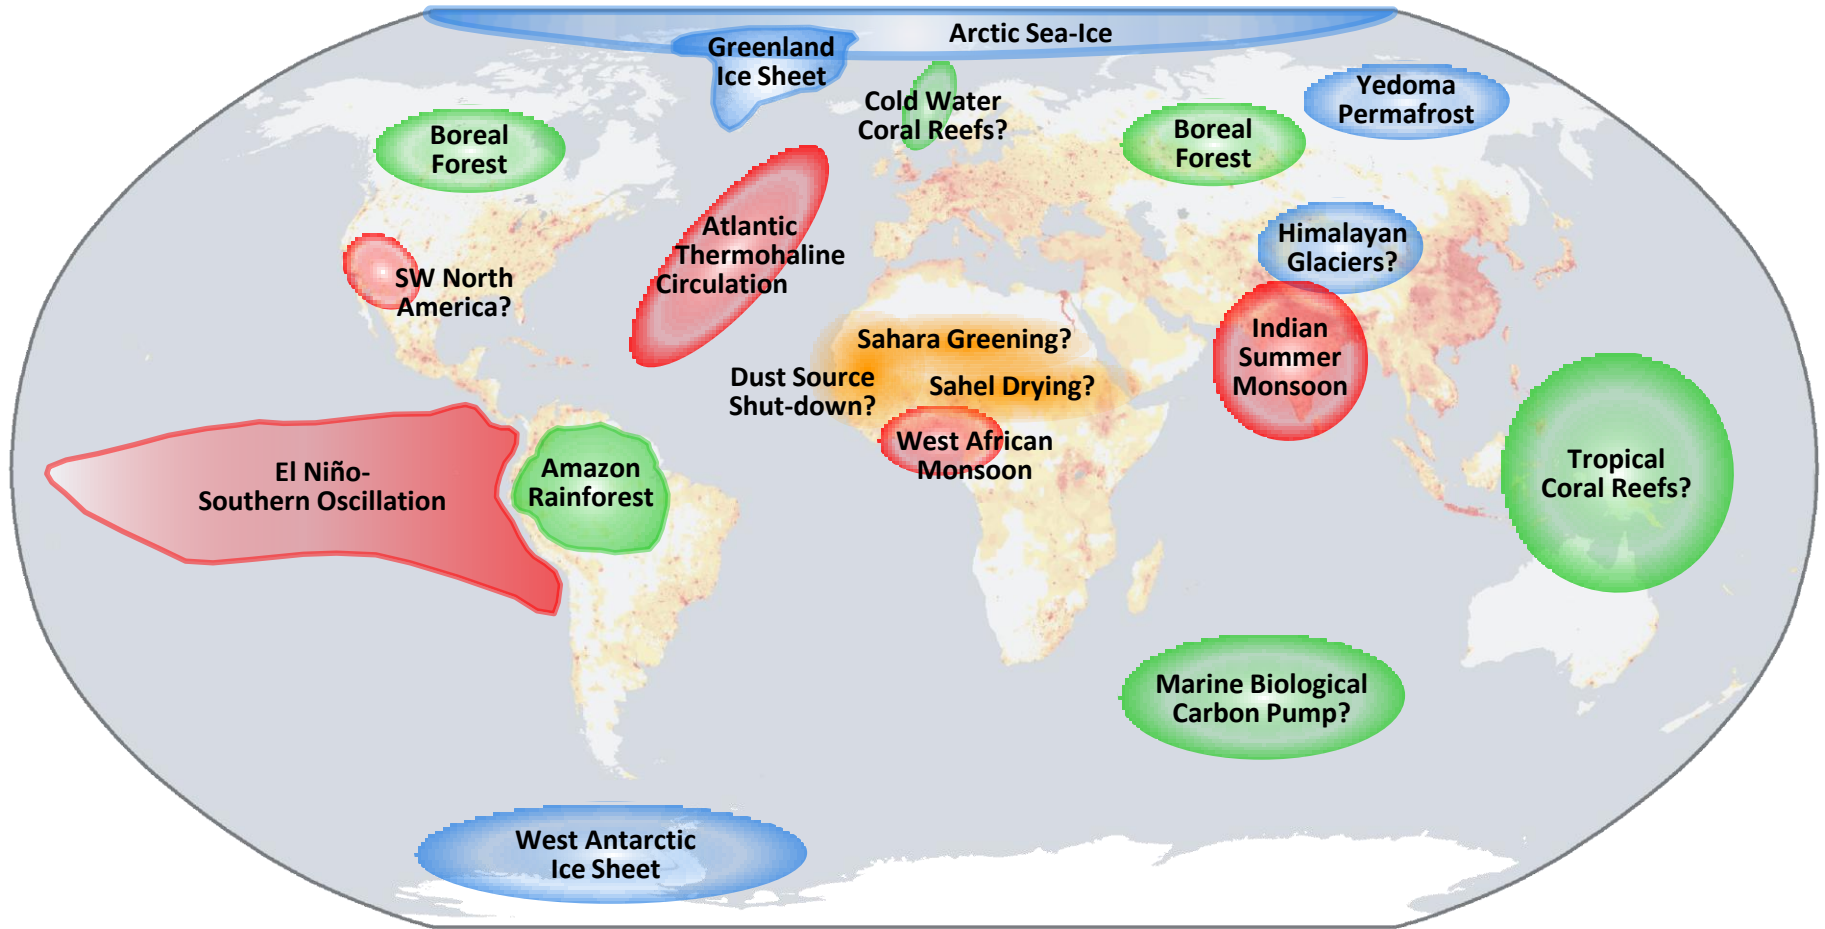 Arctic Sea-Ice
Greenland
Ice Sheet
Yedoma
Permafrost
Cold Water
Coral Reefs?
Boreal
Forest
Boreal
Forest
Atlantic
Thermohaline
Circulation
Himalayan
Glaciers?
SW North
America?
Indian
Summer
Monsoon
Sahara Greening?
Dust Source
Shut-down?
Sahel Drying?
West African
Monsoon
El Niño-
Southern Oscillation
Amazon
Rainforest
Tropical
Coral Reefs?
Marine Biological
Carbon Pump?
West Antarctic
Ice Sheet